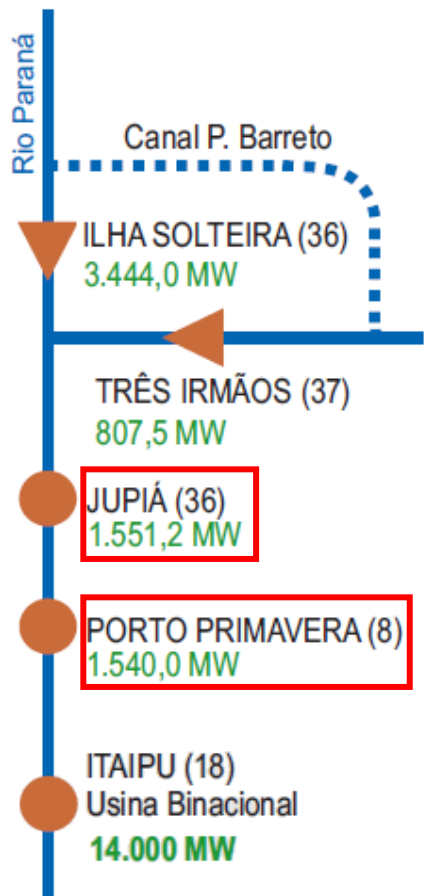 Rio Paraná
Canal P. Barreto
ILHA SOLTEIRA (36)
3.444,0 MW
TRÊS IRMÃOS (37)
807,5 MW
JUPIÁ (36)
1.551,2 MW
PORTO PRIMAVERA (8)
1.540,0 MW
ITAIPU (18)
Usina Binacional
14.000 MW